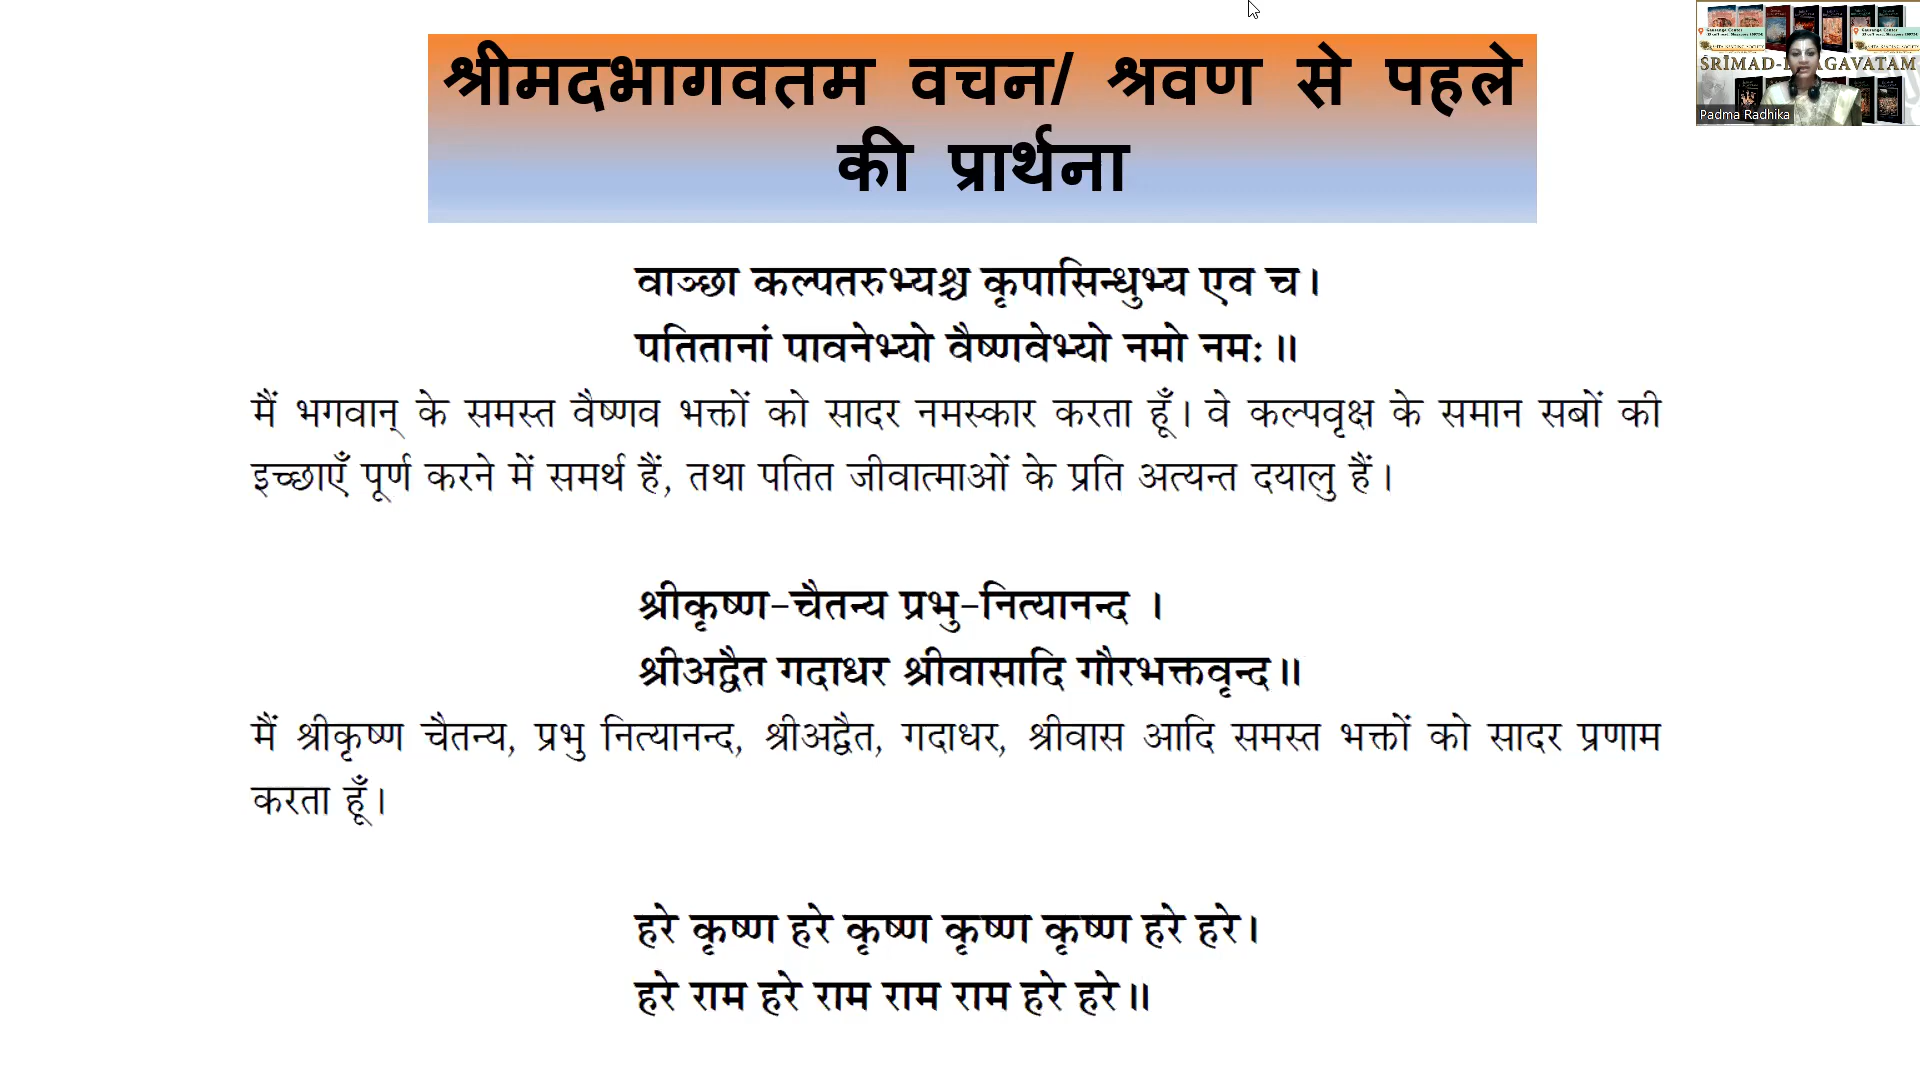 श्रीमदभागवतम वचन/ श्रवण से पहले
की प्रार्थना
वाञ्छा कल्पतरुभ्यश्च कृपासिन्धुभ्य एव च।
पतितानां पावनेभ्यो वैष्णवेभ्यो नमो नमः॥
मैं भगवान् के समस्त वैष्णव भक्तों को सादर नमस्कार करता हूँ। वे कल्पवृक्ष के समान सबों की
इच्छाएँ पूर्ण करने में समर्थ हैं, तथा पतित जीवात्माओं के प्रति अत्यन्त दयालु हैं।
श्रीकृष्ण-चैतन्य प्रभु-नित्यानन्द ।
श्रीअद्वैत गदाधर श्रीवासादि गौरभक्तवृन्द॥
मैं श्रीकृष्ण चैतन्य, प्रभु नित्यानन्द, श्रीअद्वैत, गदाधर, श्रीवास आदि समस्त भक्तों को सादर प्रणाम
करता हूँ।
हरे कृष्ण हरे कृष्ण कृष्ण कृष्ण हरे हरे।
हरे राम हरे राम राम राम हरे हरे॥
Padma Radhika